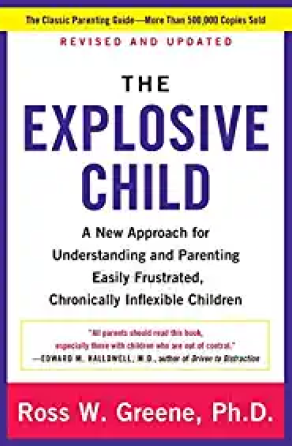 The Classic Parenting Guide—More Than 500,000 Copies Sold
REVISED AND UPDATED
THE
EXPLOSIVE
CHILD
A New Approach for
Understanding and Parenting
Easily Frustrated,
Chronically Inflexible Children
"All parents should read this book,
especially those with children who are out of control."
—EDWARD M. HALLOWELL, M.D., author of Driven to Distraction
Ross W. Greene, Ph.D.